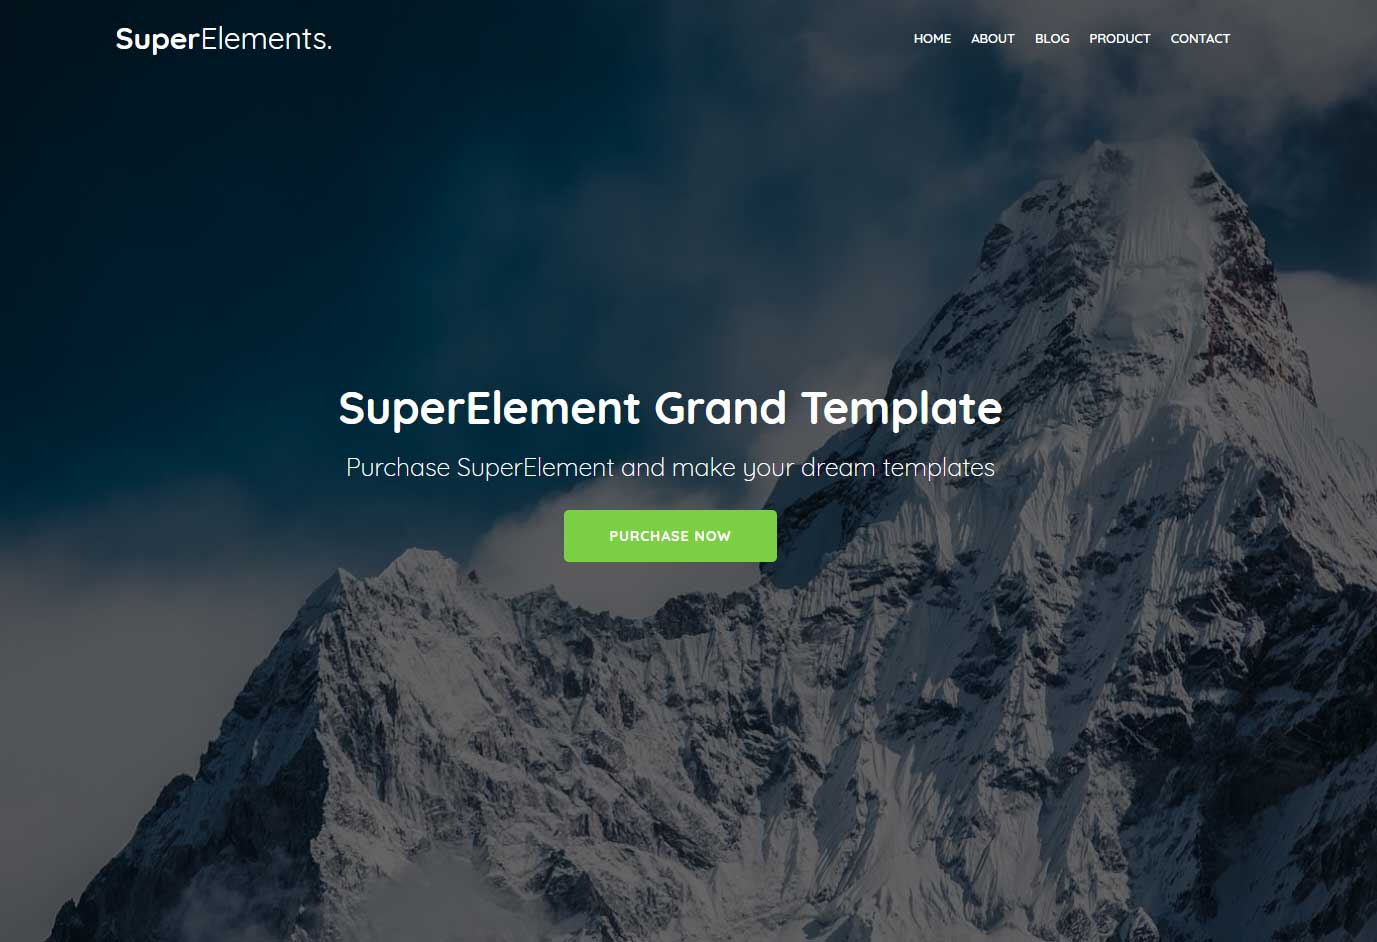 SuperElements.
HOME ABOUT BLOG PRODUCT CONTACT
SuperElement Grand Template
Purchase SuperElement and make your dream templates
PURCHASE NOW